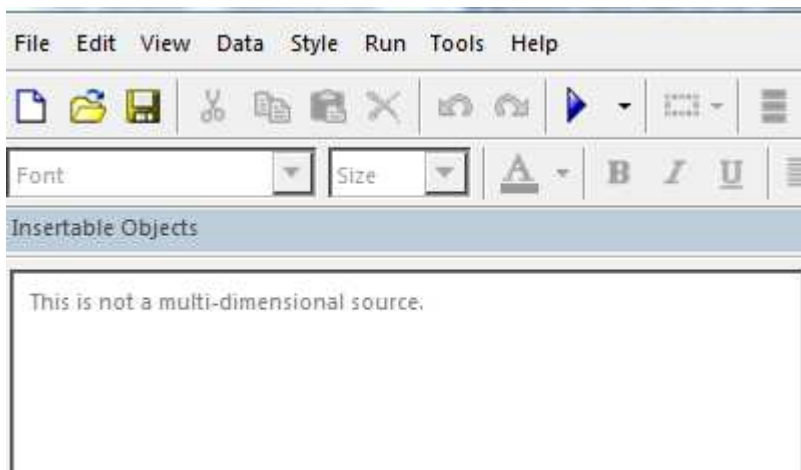 File Edit View Data Style Run Tools Help
Font Size A B I U
Insertable Objects
This is not a multi-dimensional source.